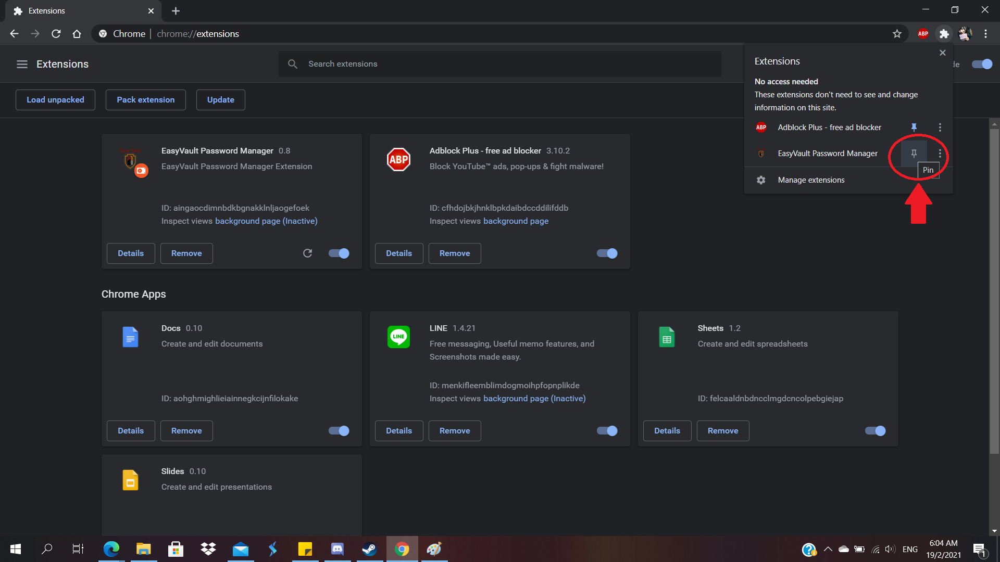 Extensions
Chrome | chrome://extensions
ABP
Extensions
Search extensions
de
Load unpacked
Pack extension
Update
Extensions
No access needed
These extensions don't need to see and change
information on this site.
ABP Adblock Plus - free ad blocker
EasyVault Password Manager
Pin
Manage extensions
EasyVault Password Manager 0.8
EasyVault Password Manager Extension
ID: aingaocdimnbdkbgnakklnljaogefoek
Inspect views background page (Inactive)
Details
Remove
ABP
Adblock Plus - free ad blocker 3.10.2
Block YouTube™ ads, pop-ups & fight malware!
ID: cfhdojbkjhnklbpkdaibdccddilifddb
Inspect views background page
Details
Remove
Chrome Apps
Docs 0.10
Create and edit documents
ID: aohghmighlieiainnegkcijnfilokake
Details
Remove
LINE
LINE 1.4.21
Free messaging, Useful memo features, and
Screenshots made easy.
ID: menkifleemblimdogmoihpfopnplikde
Inspect views background page (Inactive)
Details
Remove
Sheets 1.2
Create and edit spreadsheets
ID: felcaaldnbdncclmgdcncolpebgiejap
Details
Remove
Slides 0.10
Create and edit presentations
ENG
6:04 AM
19/2/2021
1